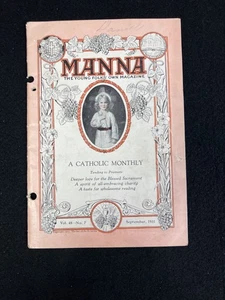 MANNA
THE YOUNG FOLKS' OWN MAGAZINE
A CATHOLIC MONTHLY
Tending to Promote
Deeper love for the Blessed Sacrament
A spirit of all-embracing charity
A taste for wholesome reading
September,